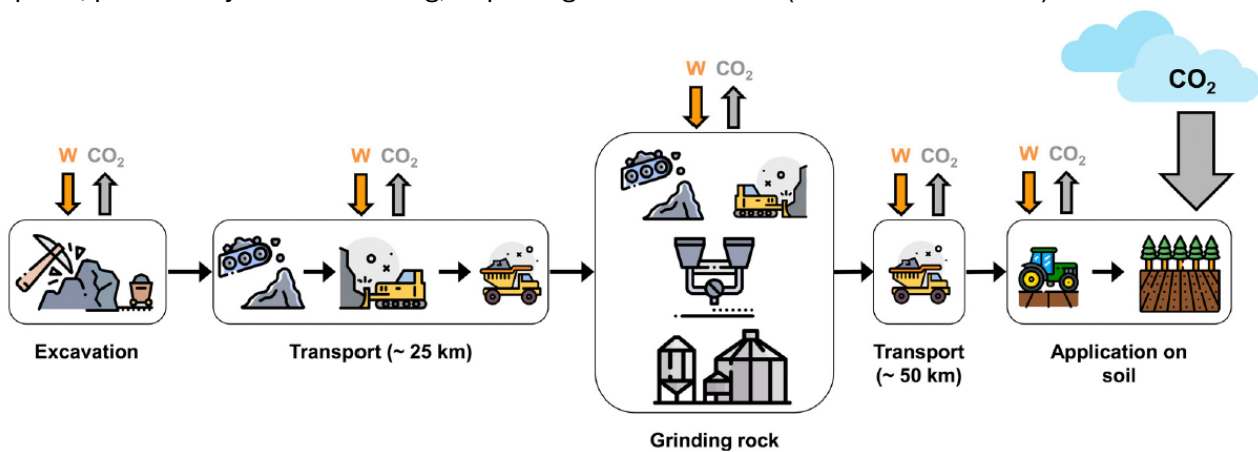 CO₂
W CO₂
W CO₂
W CO₂
W CO₂
W CO₂
Excavation
Transport (~ 25 km)
Grinding rock
Transport
(~ 50 km)
Application on
soil